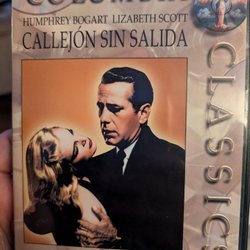 HUMPHREY BOGART LIZABETH SCOTT
CALLEJÓN SIN SALIDA
CLASSICS